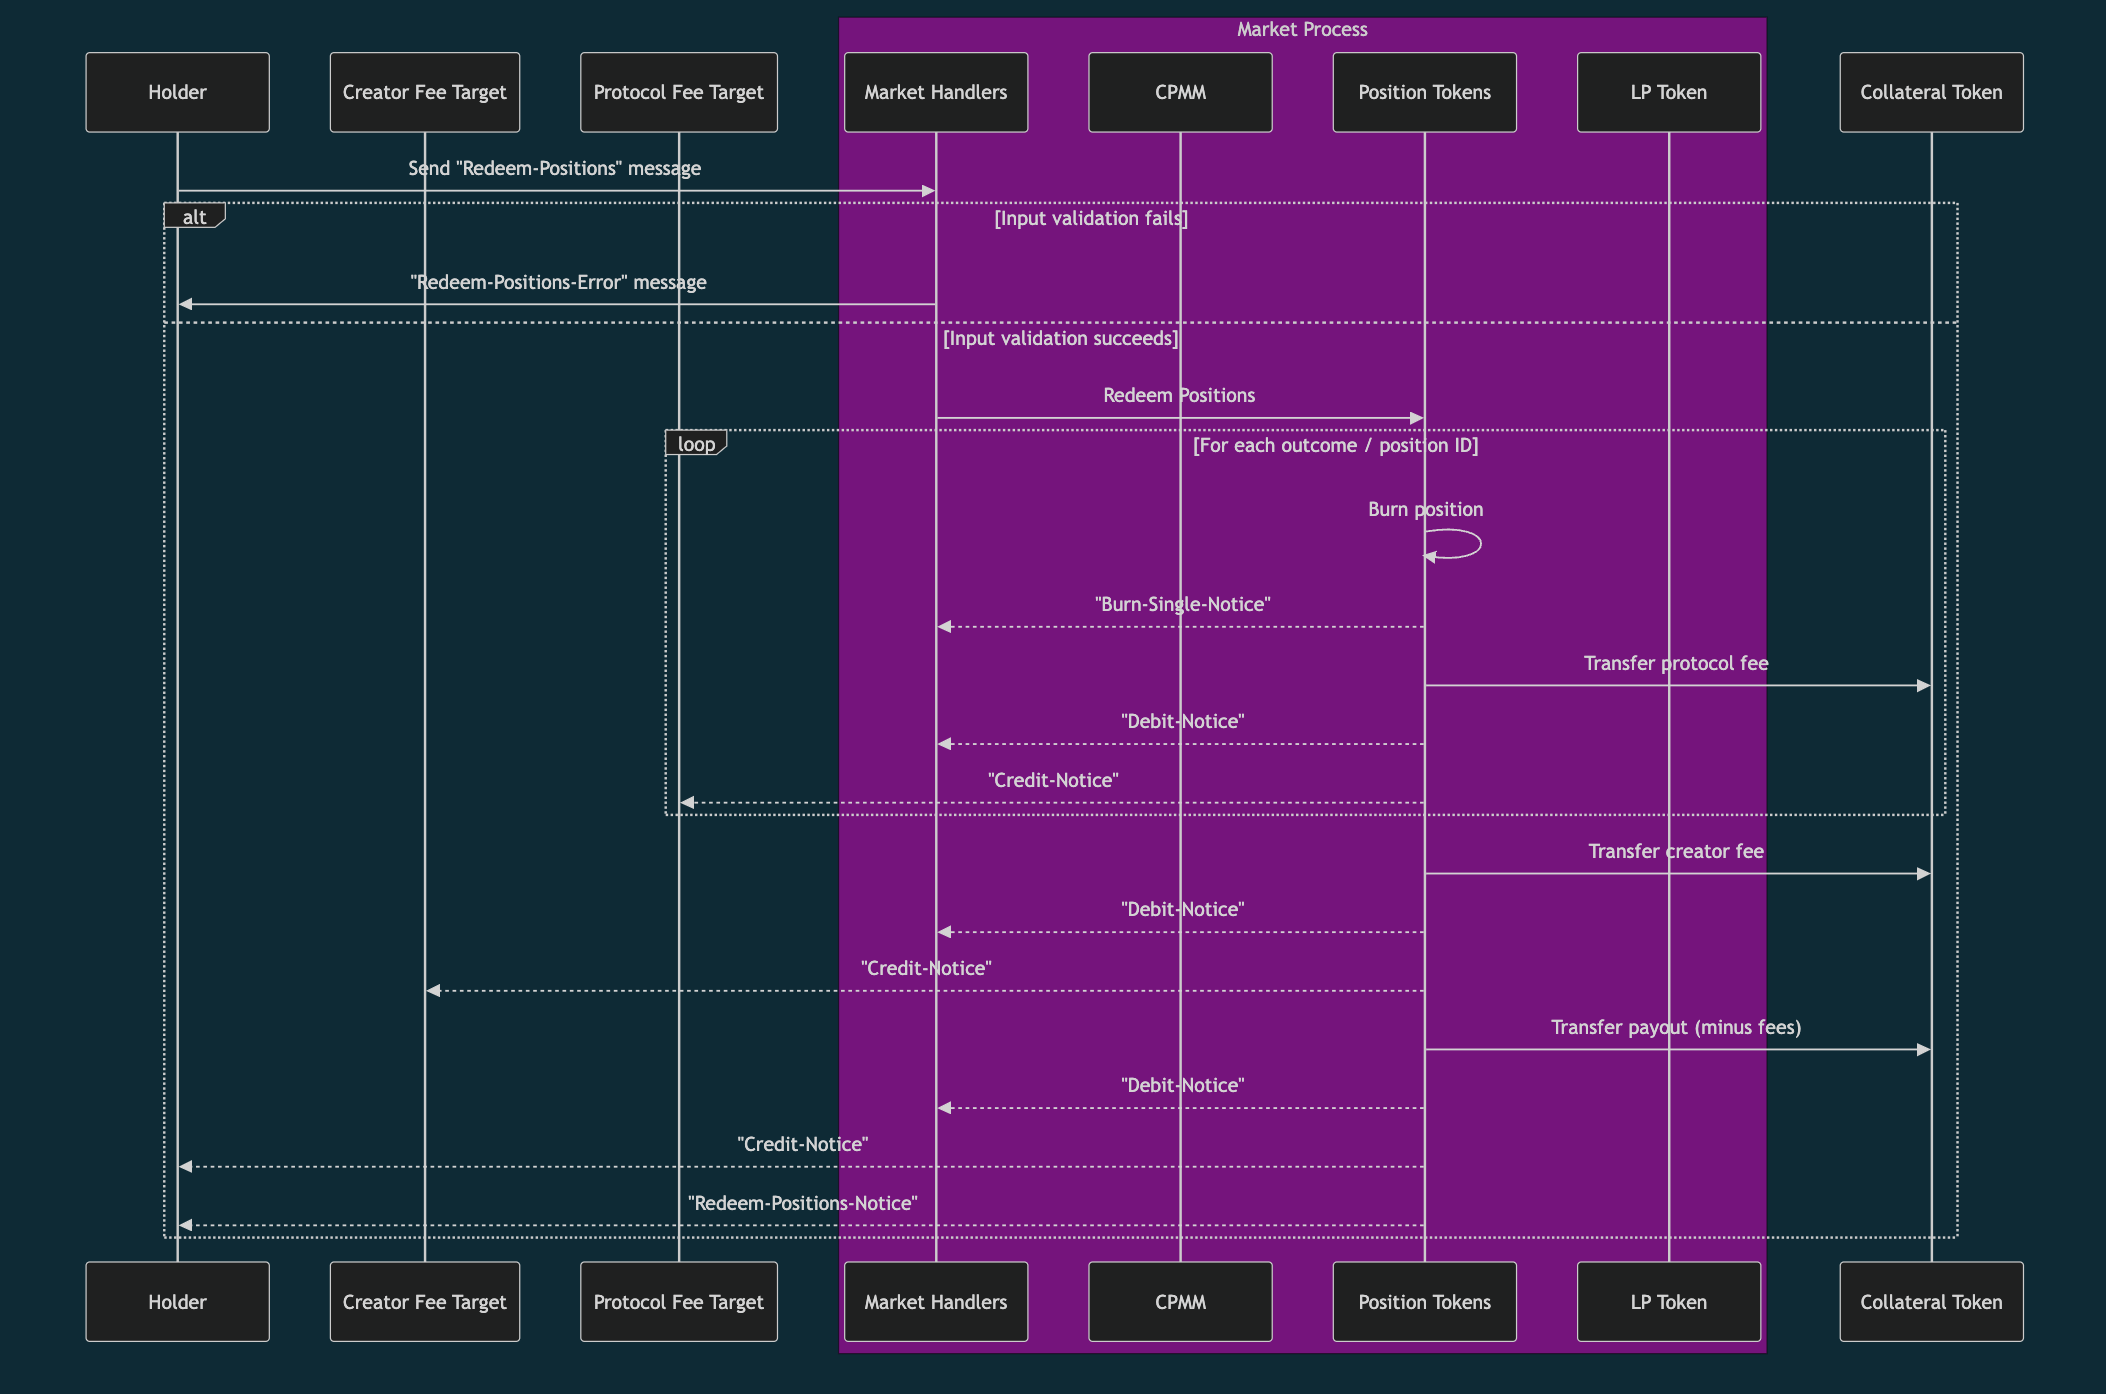 Market Process
Holder
Creator Fee Target
Protocol Fee Target
Market Handlers
CPMM
Position Tokens
LP Token
Collateral Token
Send "Redeem-Positions" message
alt
[Input validation fails]
"Redeem-Positions-Error" message
[Input validation succeeds]
Redeem Positions
loop
[For each outcome / position ID]
Burn position
"Burn-Single-Notice"
Transfer protocol fee
"Debit-Notice"
"Credit-Notice"
Transfer creator fee
"Debit-Notice"
"Credit-Notice"
Transfer payout (minus fees)
"Debit-Notice"
"Credit-Notice"
"Redeem-Positions-Notice"
Holder
Creator Fee Target
Protocol Fee Target
Market Handlers
CPMM
Position Tokens
LP Token
Collateral Token